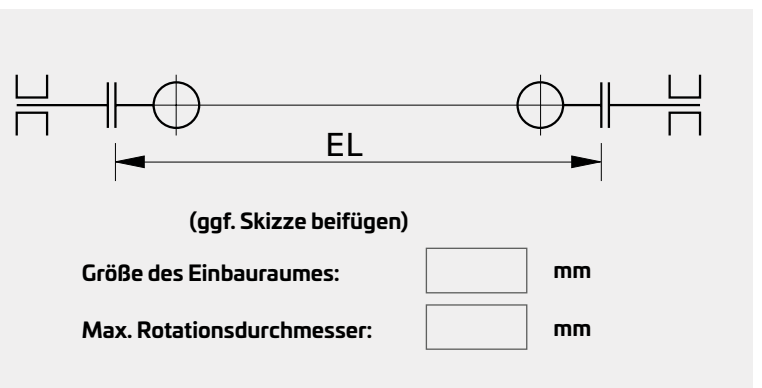 EL
(ggf. Skizze beifügen)
Größe des Einbauraumes: mm
Max. Rotationsdurchmesser: mm